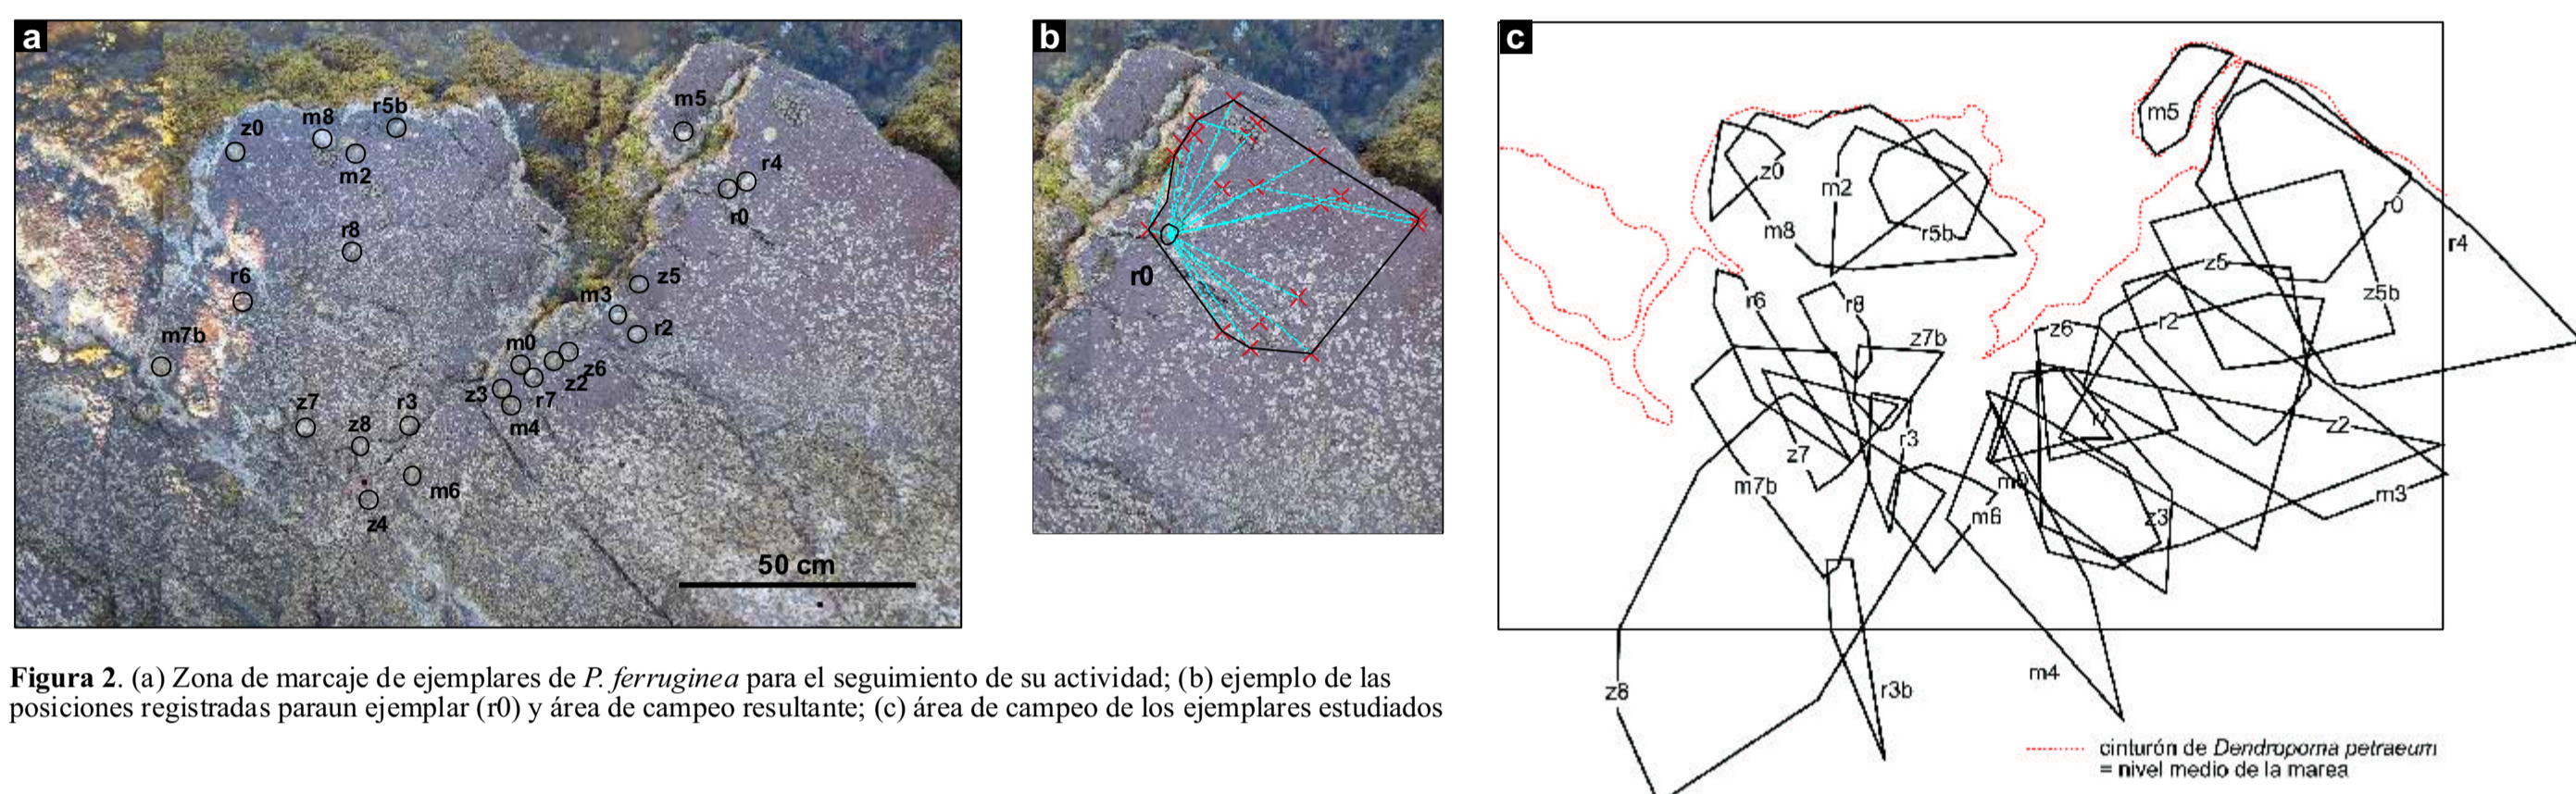 a
z0
m8
r5b
m2
m5
r4
r0
r8
r6
z5
m3
r2
m7b
m0
z6
z2
z3
r7
m4
z7
z8
r3
m6
z4
50 cm
b
r0
c
m5
z0
m2
m8
r5b
r0
r4
z5
z5b
r6
r8
z7b
z6
r2
r7
z2
r3
z7
m7b
m0
m6
z3
m3
z8
r3b
m4
cinturón de Dendropoma petraeum
= nivel medio de la marea
Figura 2. (a) Zona de marcaje de ejemplares de P. ferruginea para el seguimiento de su actividad; (b) ejemplo de las
posiciones registradas paraun ejemplar (r0) y área de campeo resultante; (c) área de campeo de los ejemplares estudiados